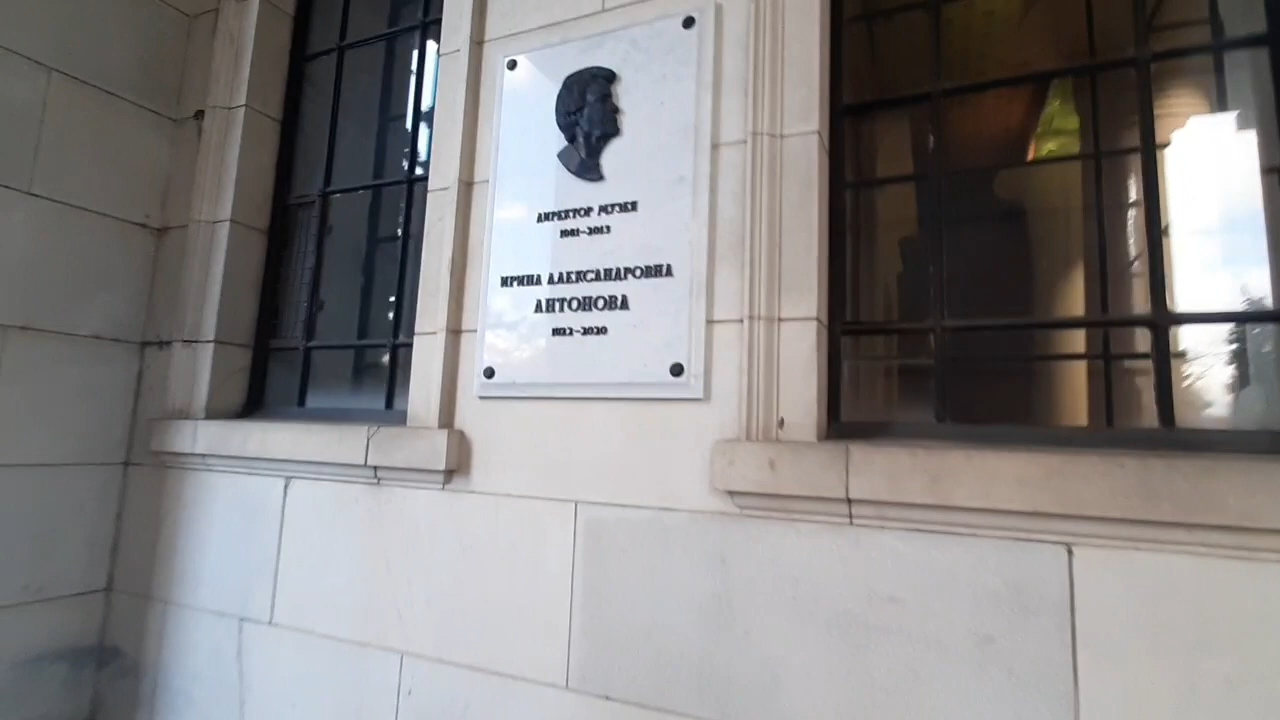 ДИРЕКТОР МУЗЕЯ
1961–2013
ИРИНА АЛЕКСАНДРОВНА
АНТОНОВА
1922–2020